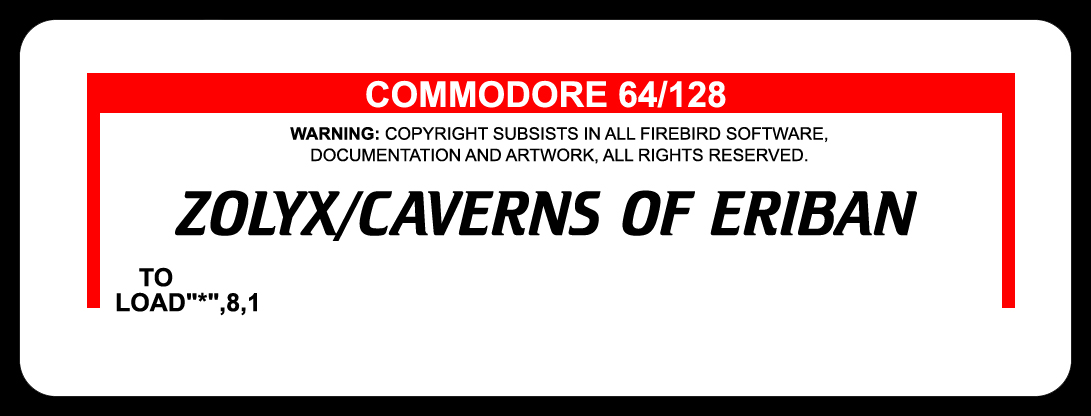 COMMODORE 64/128
WARNING: COPYRIGHT SUBSISTS IN ALL FIREBIRD SOFTWARE,
DOCUMENTATION AND ARTWORK, ALL RIGHTS RESERVED.
ZOLYX/CAVERNS OF ERIBAN
TO
LOAD"*",8,1